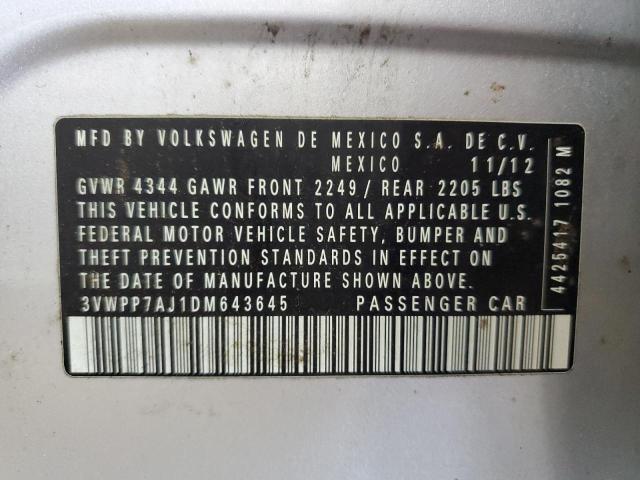 MFD BY VOLKSWAGEN DE MEXICO S.A. DE C.V.
MEXICO 11/12
GVWR 4344 GAWR FRONT 2249/ REAR 2205 LBS
THIS VEHICLE CONFORMS TO ALL APPLICABLE U.S.
FEDERAL MOTOR VEHICLE SAFETY, BUMPER AND
THEFT PREVENTION STANDARDS IN EFFECT ON
THE DATE OF MANUFACTURE SHOWN ABOVE.
3VWPP7AJ1DM643645 PASSENGER CAR
4425417 1082 M